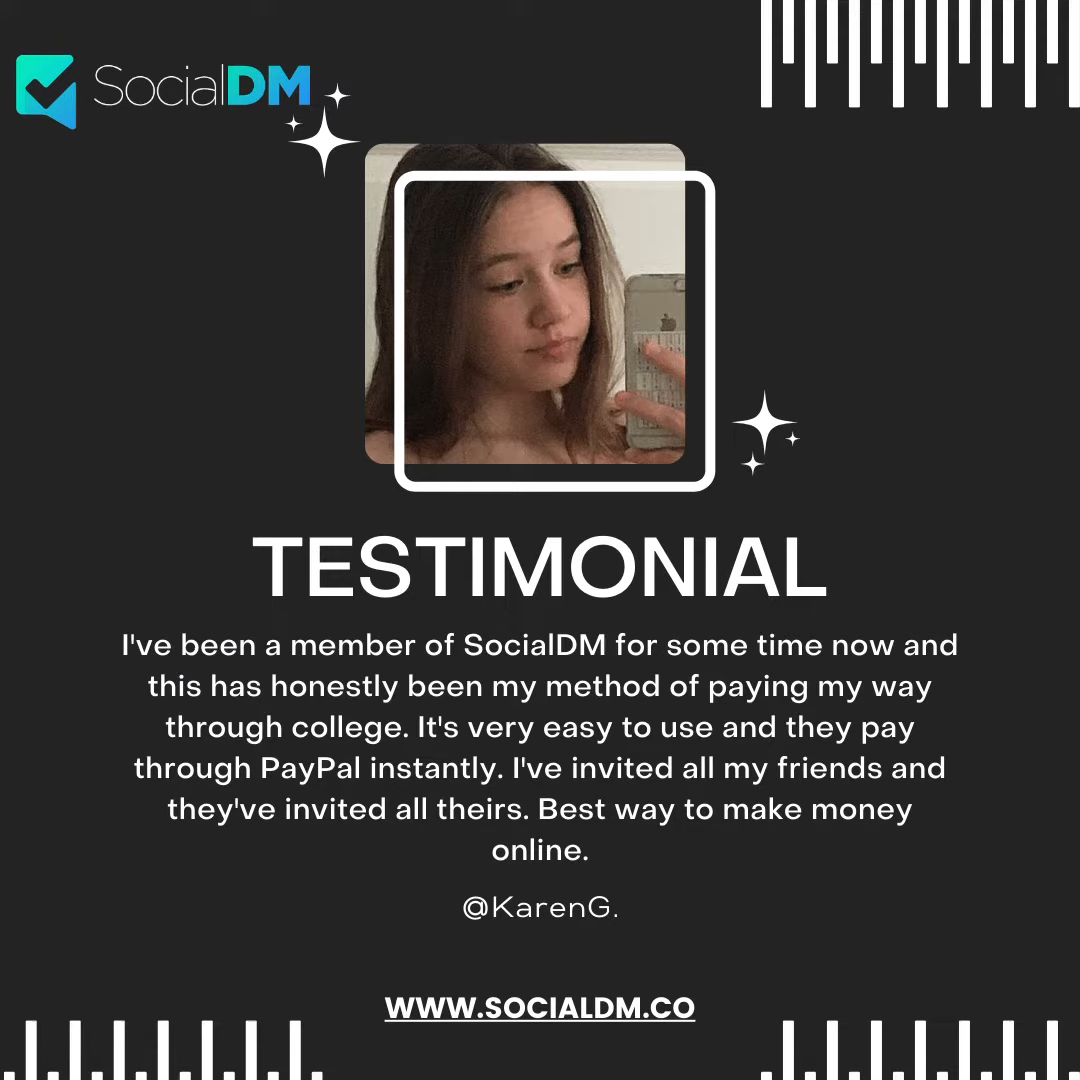 SocialDM
TESTIMONIAL
I've been a member of SocialDM for some time now and
this has honestly been my method of paying my way
through college. It's very easy to use and they pay
through PayPal instantly. I've invited all my friends and
they've invited all theirs. Best way to make money
online.
@KarenG.
WWW.SOCIALDM.CO